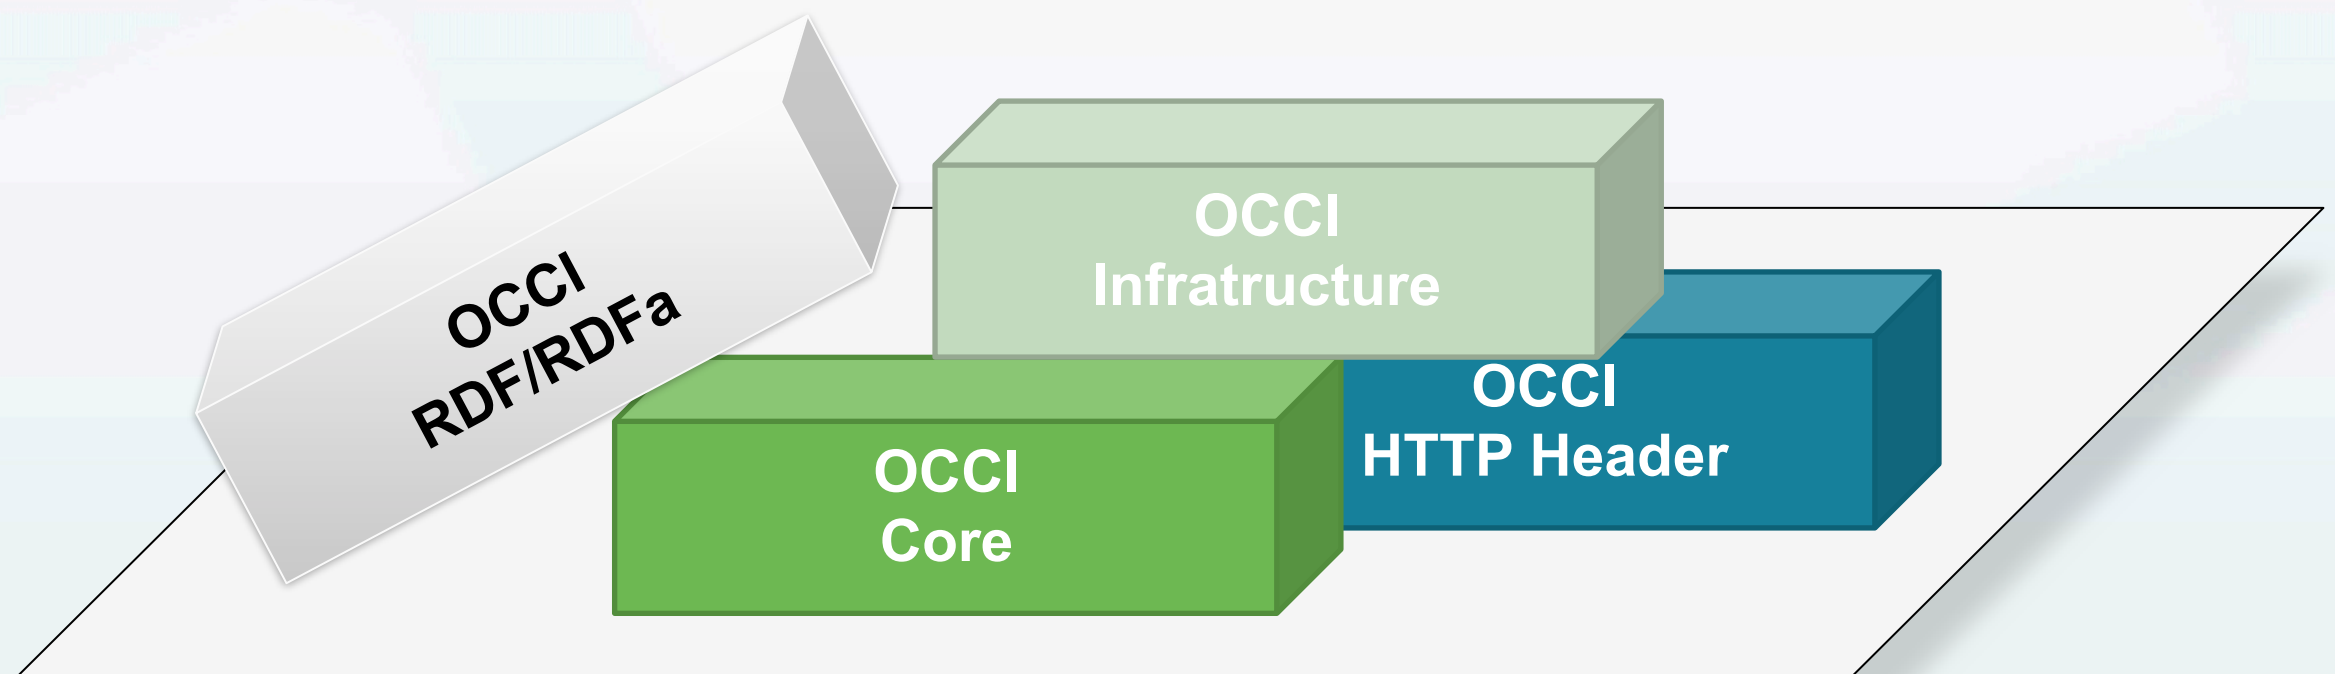 OCCI
RDF/RDFa
OCCI
Infratructure
OCCI
HTTP Header
OCCI
Core